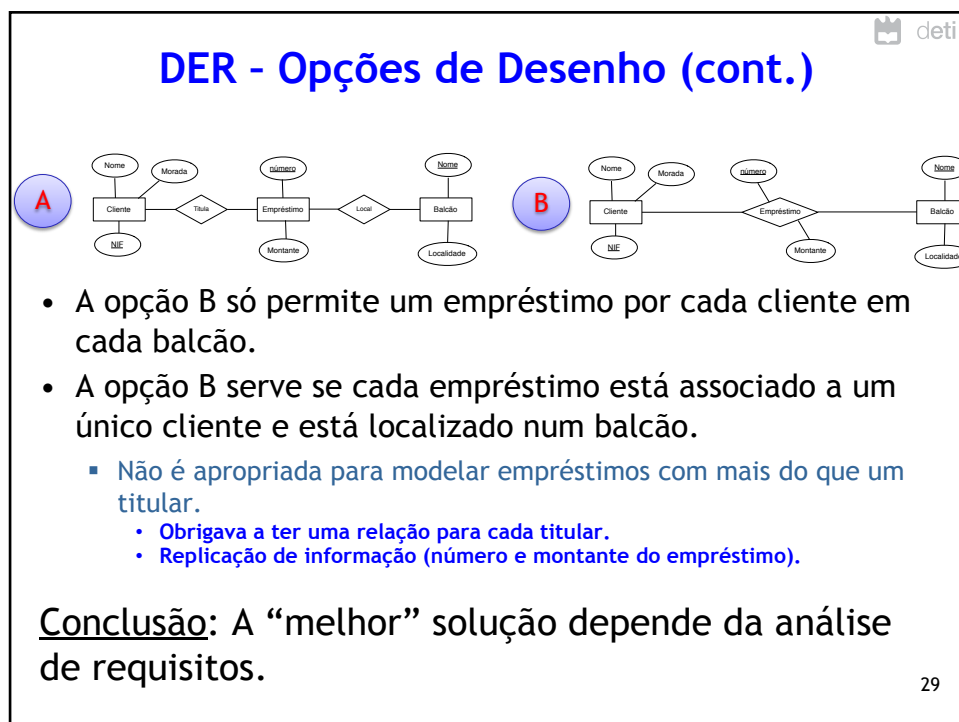 deti
DER – Opções de Desenho (cont.)
A
Nome
Morada
Cliente
NIF
Titula
número
Empréstimo
Montante
Local
Nome
Balcão
Localidade
B
Nome
Morada
Cliente
NIF
número
Empréstimo
Montante
Nome
Balcão
Localidad
• A opção B só permite um empréstimo por cada cliente em
cada balcão.
• A opção B serve se cada empréstimo está associado a um
único cliente e está localizado num balcão.
▪ Não é apropriada para modelar empréstimos com mais do que um
titular.
• Obrigava a ter uma relação para cada titular.
• Replicação de informação (número e montante do empréstimo).
Conclusão: A “melhor” solução depende da análise
de requisitos.
29